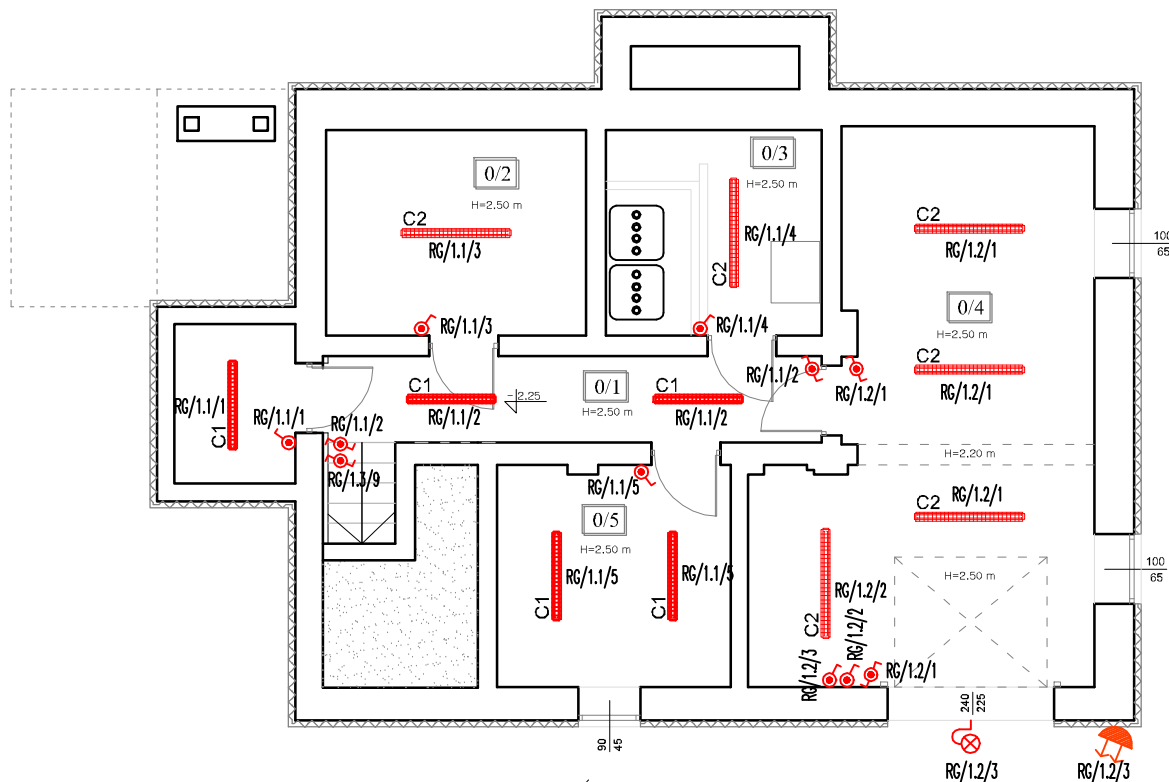 0/3
H=2.50 m
0/2
H=2.50 m
C2
RG/1.1/3
RG/1.1/4
C2
C2
RG/1.2/1
100
65
0/4
H=2.50 m
RG/1.1/3
RG/1.1/4
C2
RG/1.2/1
RG/1.1/2
RG/1.2/1
0/1
H=2.50 m
C1
RG/1.1/2
-2.25
C1
RG/1.1/2
RG/1.1/1
C1
RG/1.1/1
RG/1.1/2
RG/1.3/9
H=2.20 m
RG/1.1/5
C2
RG/1.2/1
0/5
H=2.50 m
RG/1.1/5
C1
RG/1.1/5
C1
H=2.50 m
100
65
RG/1.2/2
C2
RG/1.2/3
RG/1.2/2
RG/1.2/1
240
225
90
45
RG/1.2/3
RG/1.2/3